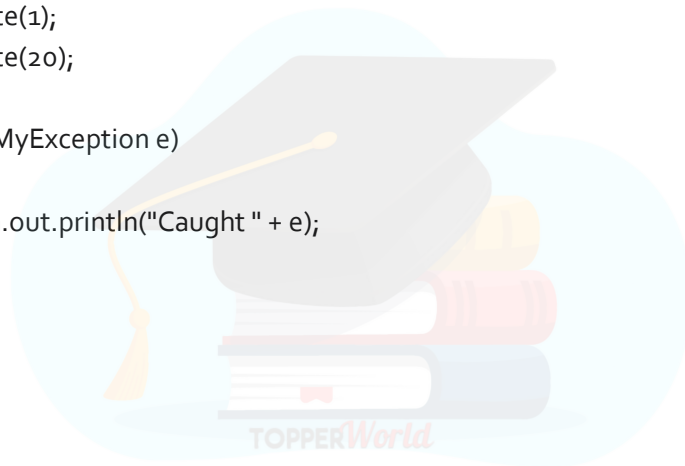 te(1);
te(20);
MyException e)
.out.println("Caught " + e);
TOPPERWorld